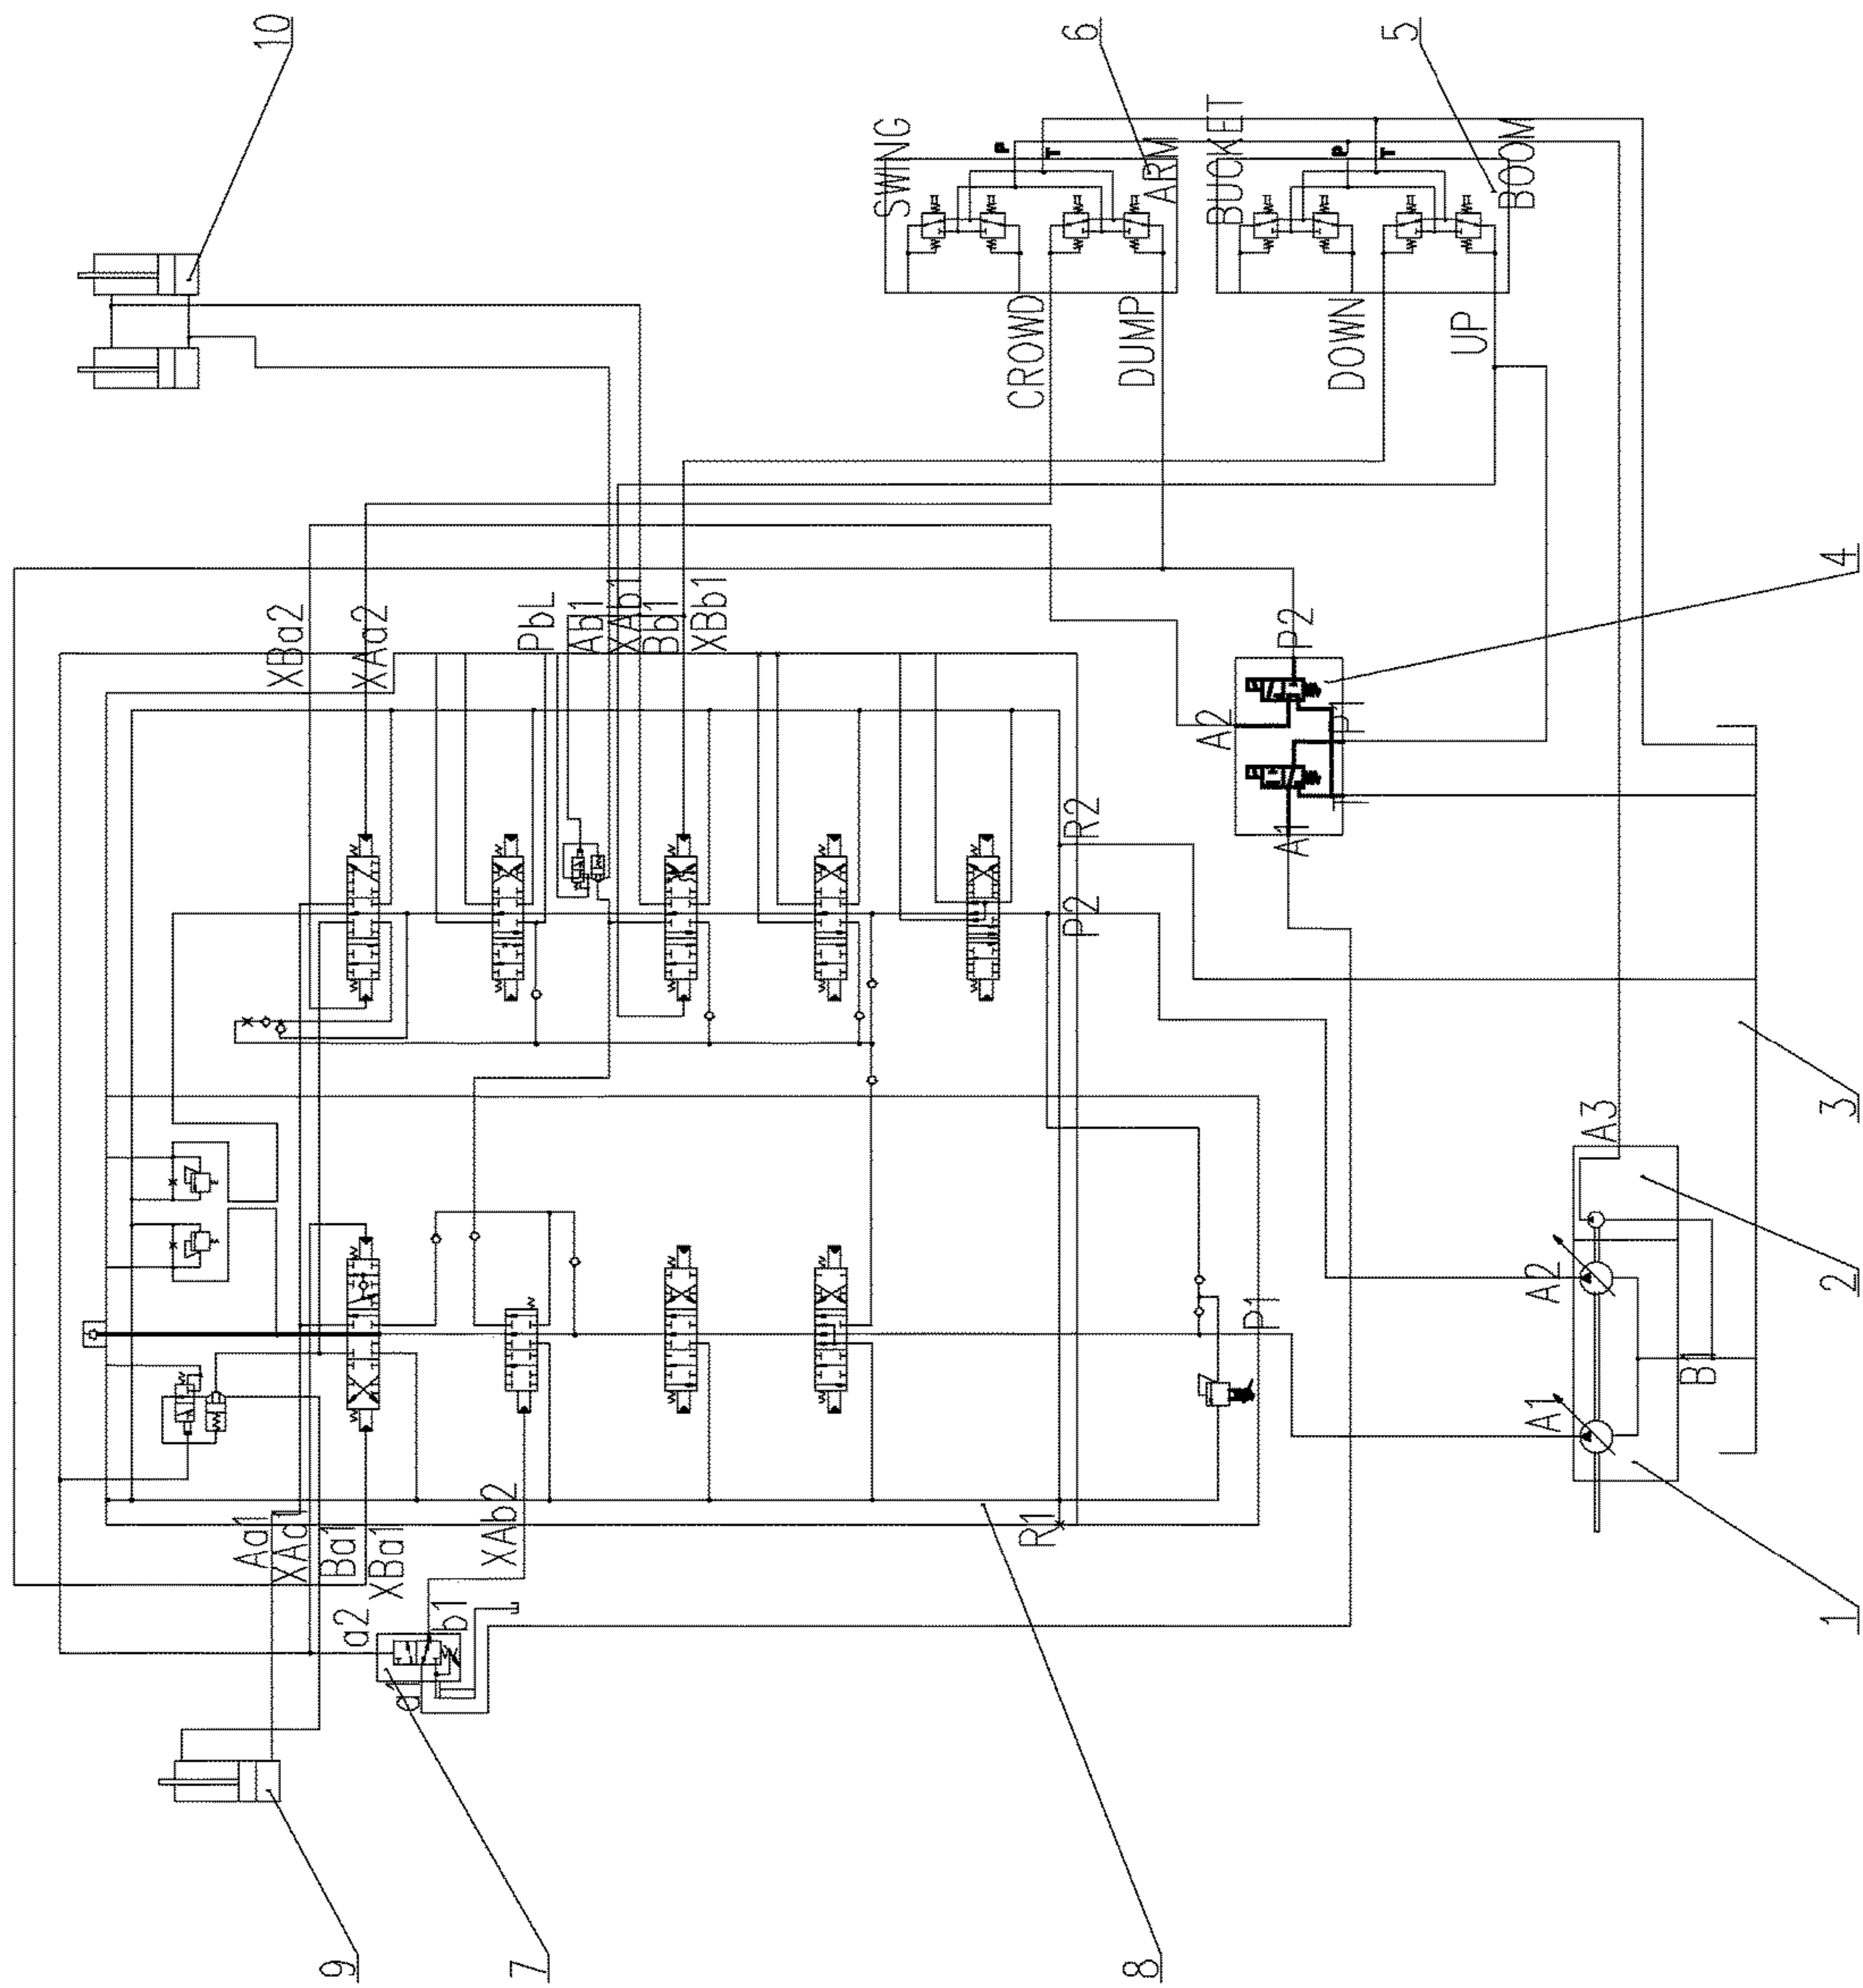 10
SWING
P
T
6
ARM
BUCKET
P
T
5
BOOM
CROWD
DUMP
DOWN
UP
XBa2
XAa2
PbL
Ab1
XAb1
Bb1
XBb1
4
P2
A2
P1
T
A1
R2
P2
3
A3
2
A2
P1
B1
A1
1
R1
Aa1
Ba1
XBa1
XAb2
a2
b1
9
7
8